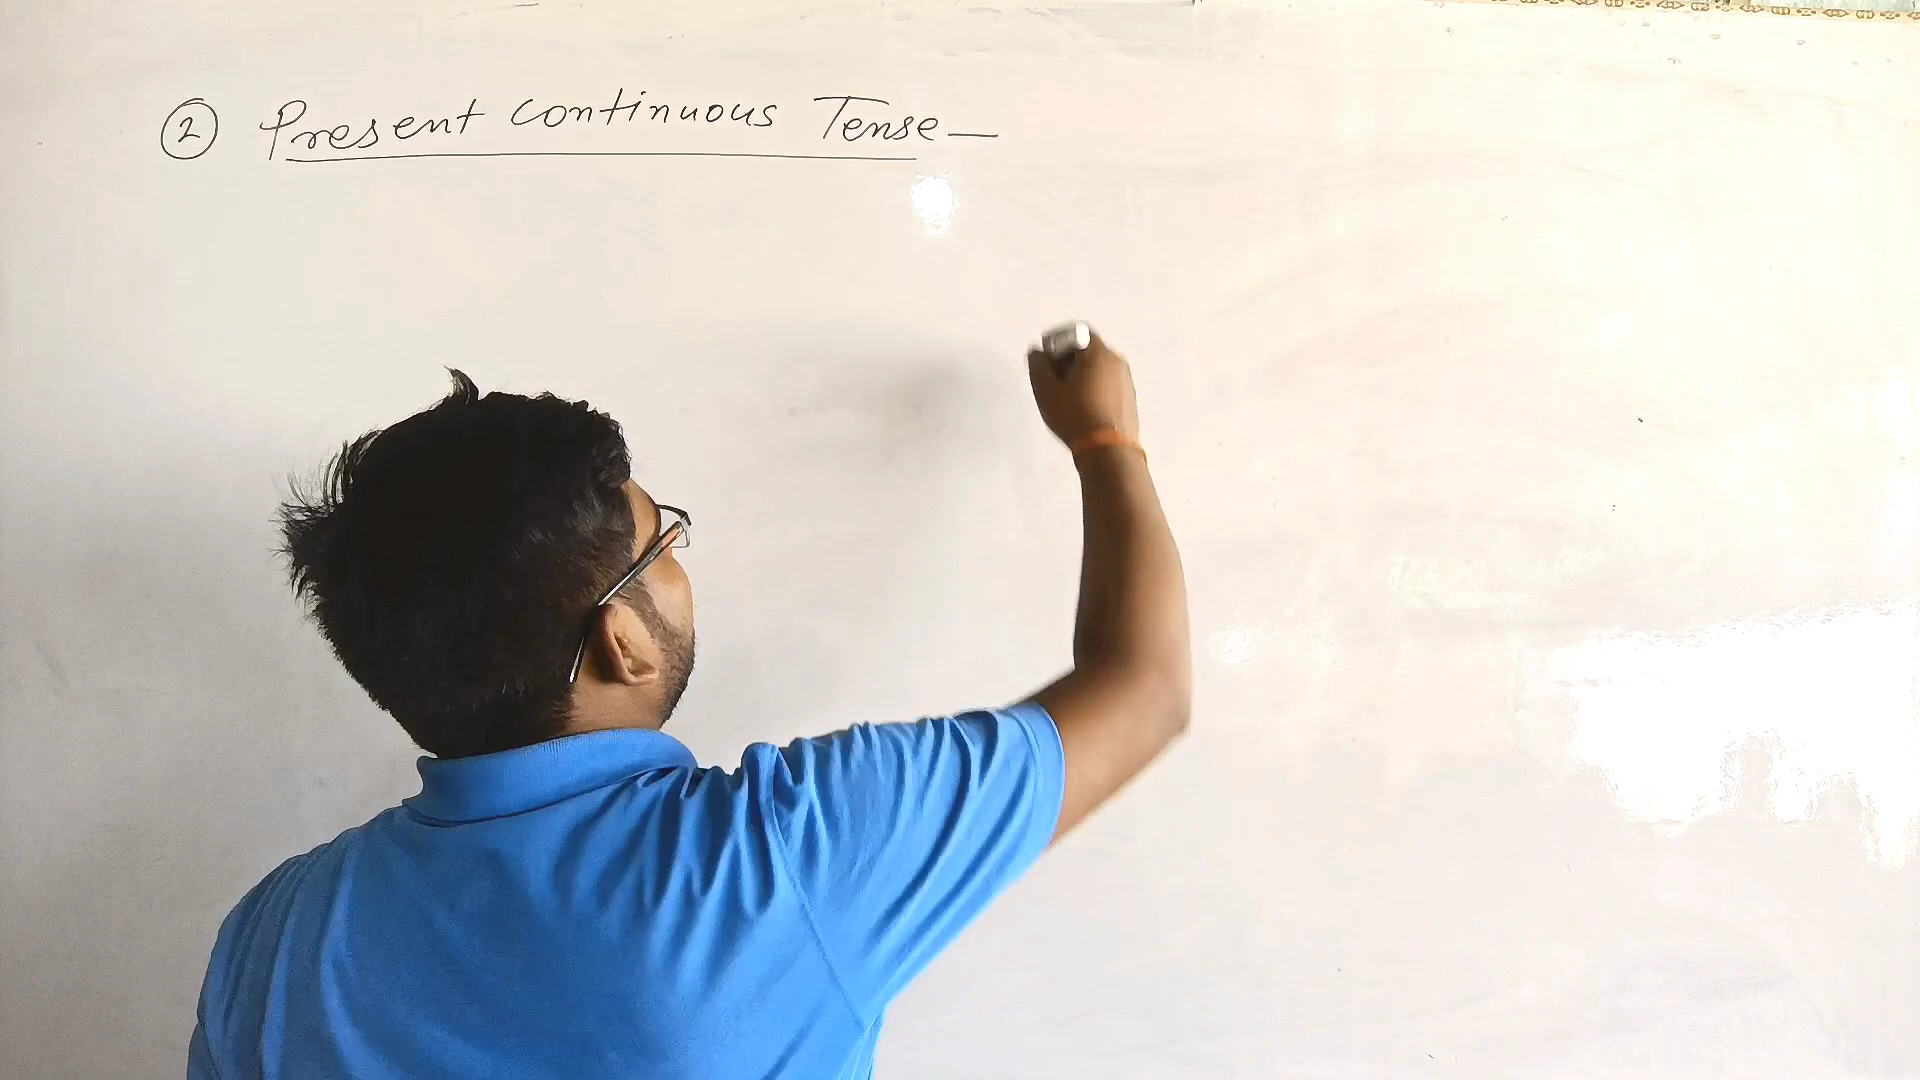 ② Present continuous Tense —